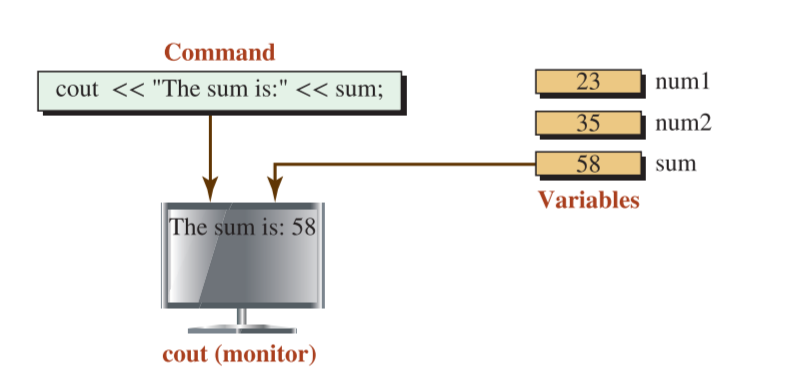 Command
cout << "The sum is:" << sum;
23 num1
35 num2
58 sum
Variables
The sum is: 58
cout (monitor)